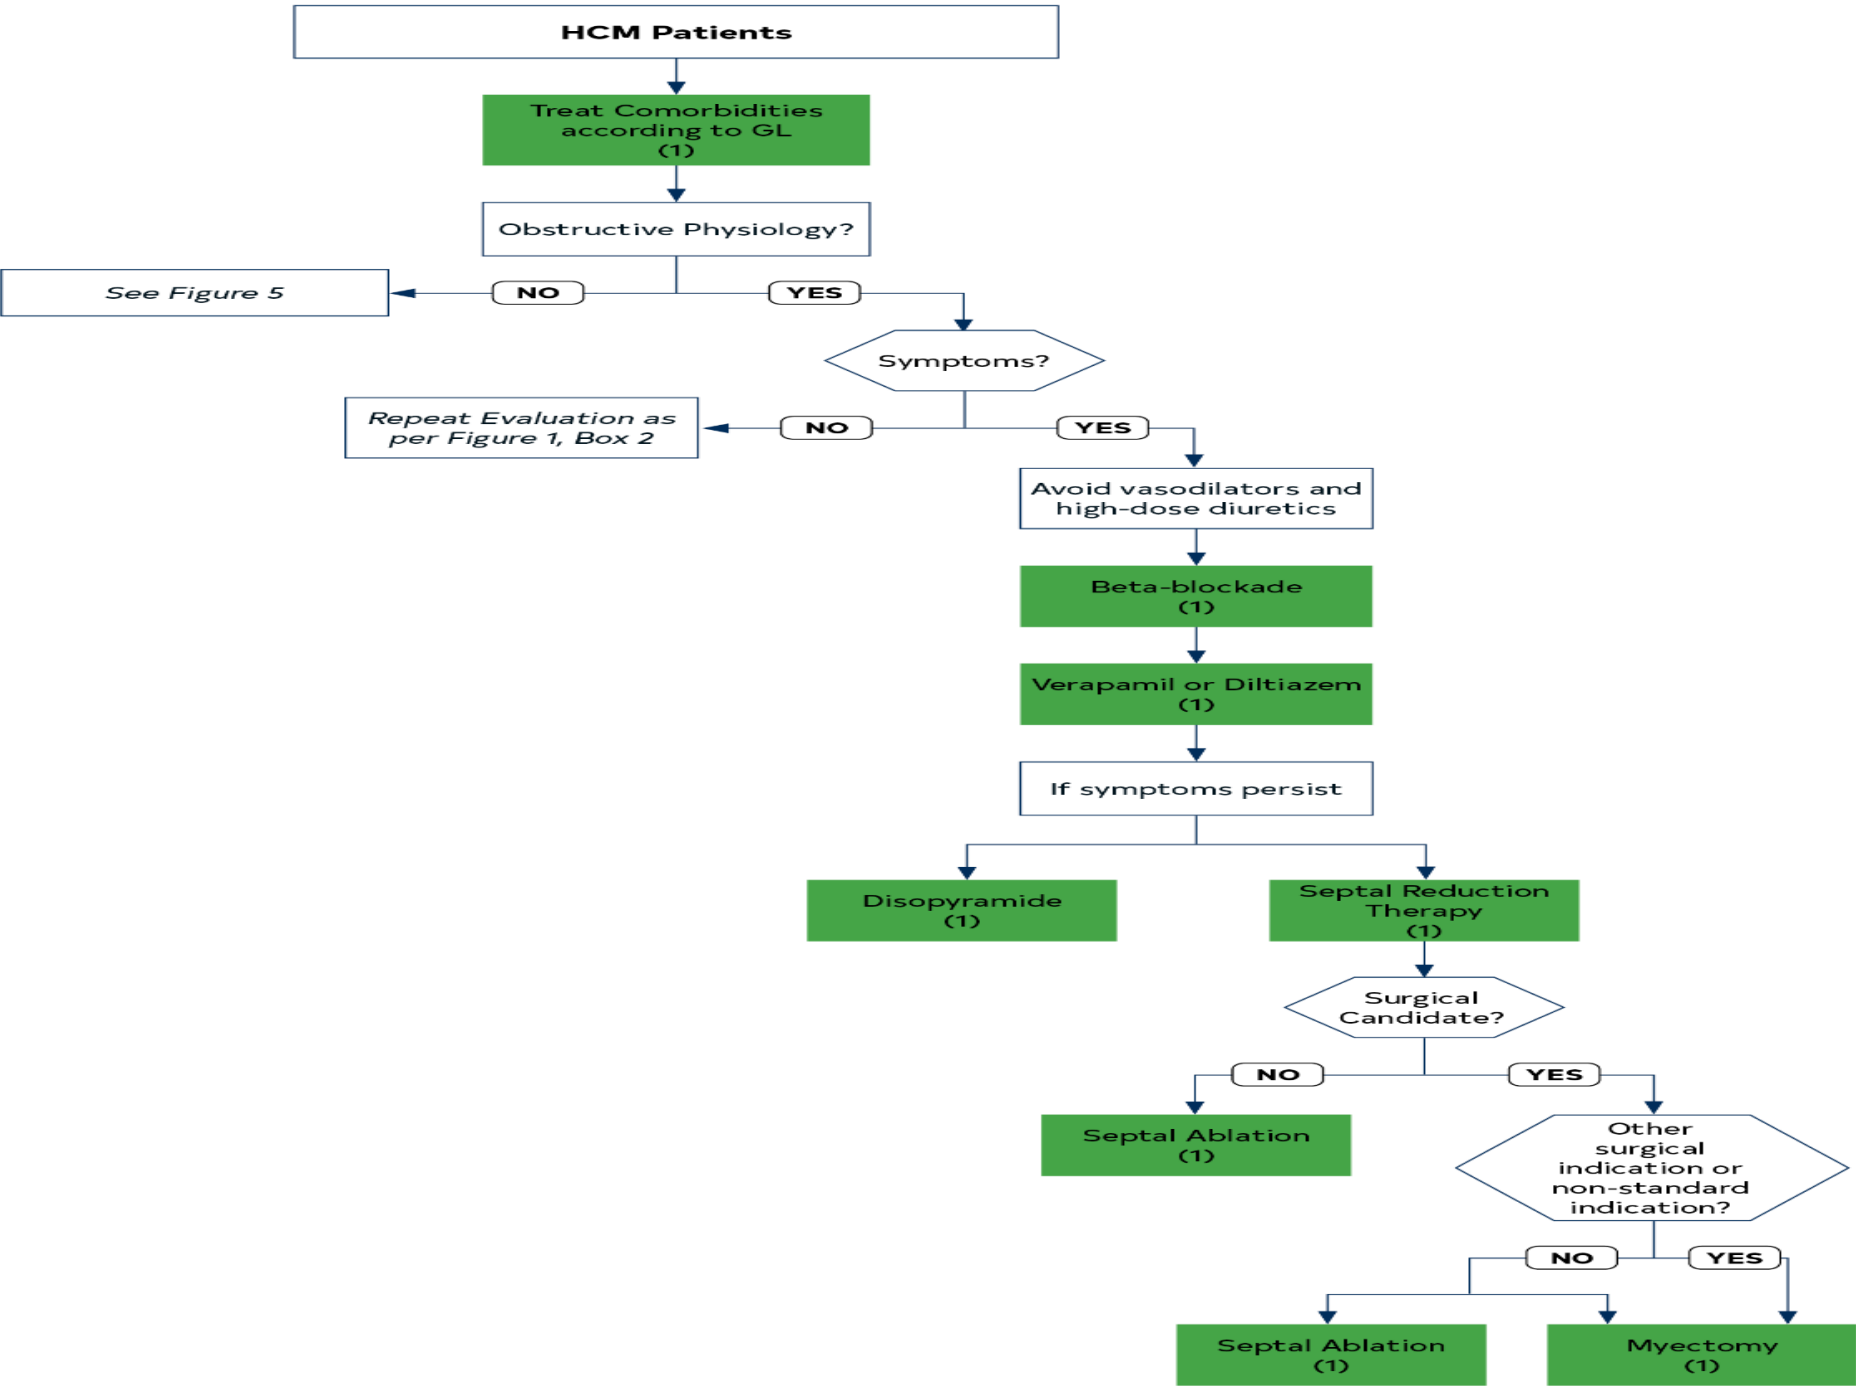 HCM Patients
Treat Comorbidities
according to GL
(1)
Obstructive Physiology?
See Figure 5
NO
YES
Symptoms?
Repeat Evaluation as
per Figure 1, Box 2
NO
YES
Avoid vasodilators and
high-dose diuretics
Beta-blockade
(1)
Verapamil or Diltiazem
(1)
If symptoms persist
Disopyramide
(1)
Septal Reduction
Therapy
(1)
Surgical
Candidate?
NO
YES
Septal Ablation
(1)
Other
surgical
indication or
non-standard
indication?
NO
YES
Septal Ablation
(1)
Myectomy
(1)